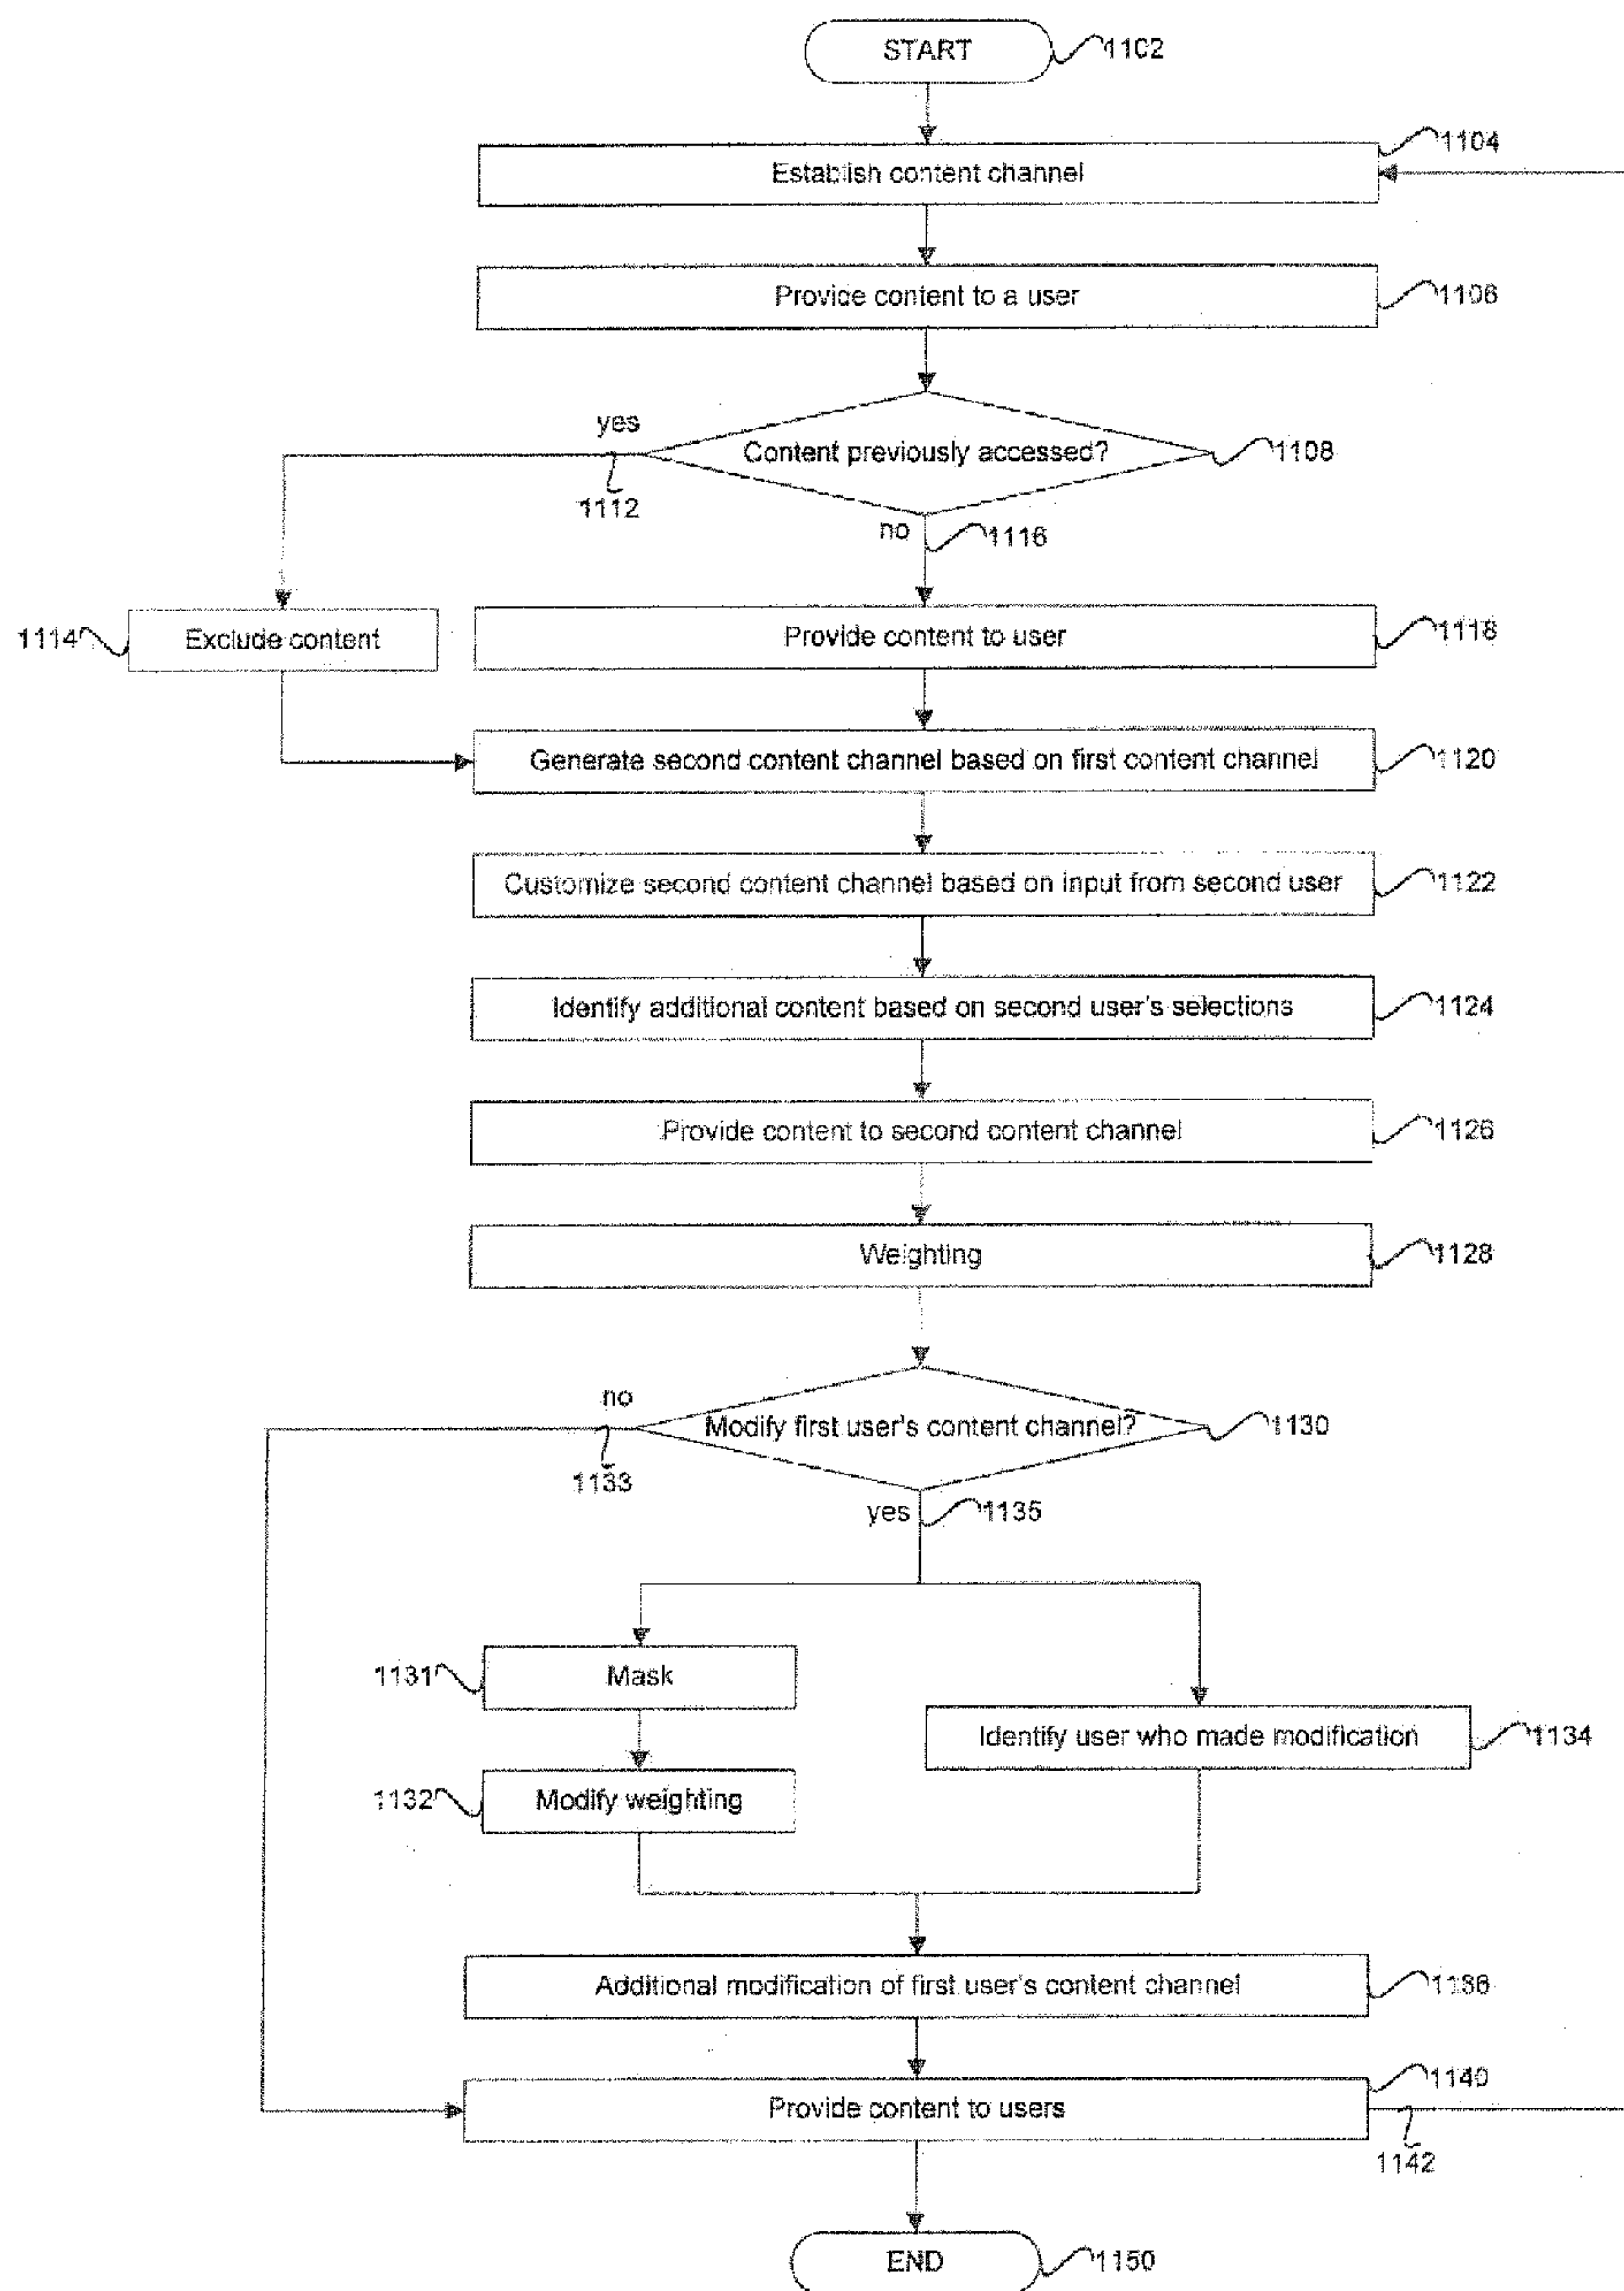 START
1102
1104
Establish content channel
Provide content to a user
1106
yes
Content previously accessed?
1108
1112
no
1116
1114
Exclude content
Provide content to user
1118
Generate second content channel based on first content channel
1120
Customize second content channel based on input from second user
1122
Identify additional content based on second user's selections
1124
Provide content to second content channel
1126
Weighting
1128
no
Modify first user's content channel?
1130
1133
yes
1135
1131
Mask
Identify user who made modification
1134
1132
Modify weighting
Additional modification of first user's content channel
1136
1140
Provide content to users
1142
END
1150